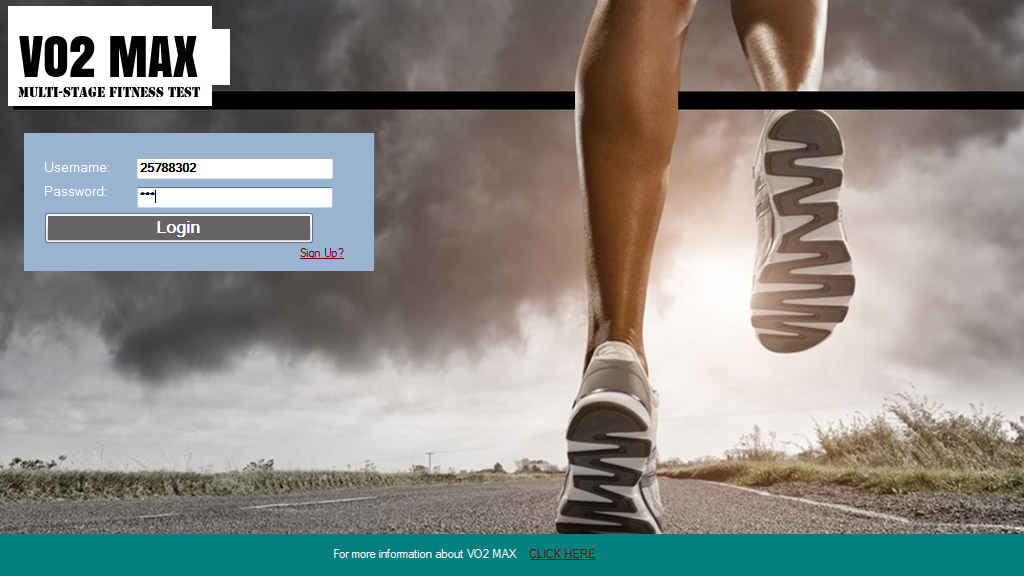 VO2 MAX
MULTI-STAGE FITNESS TEST
Username: 25788302
Password: ***
Login
Sign Up?
For more information about VO2 MAX CLICK HERE